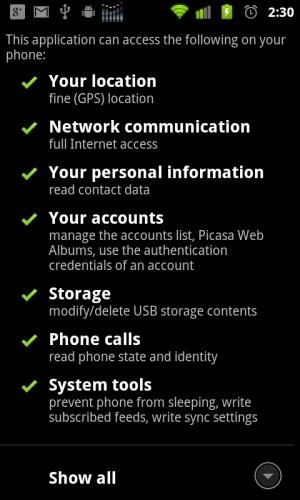 2:30
This application can access the following on your
phone:
Your location
fine (GPS) location
Network communication
full Internet access
Your personal information
read contact data
Your accounts
manage the accounts list, Picasa Web
Albums, use the authentication
credentials of an account
Storage
modify/delete USB storage contents
Phone calls
read phone state and identity
System tools
prevent phone from sleeping, write
subscribed feeds, write sync settings
Show all